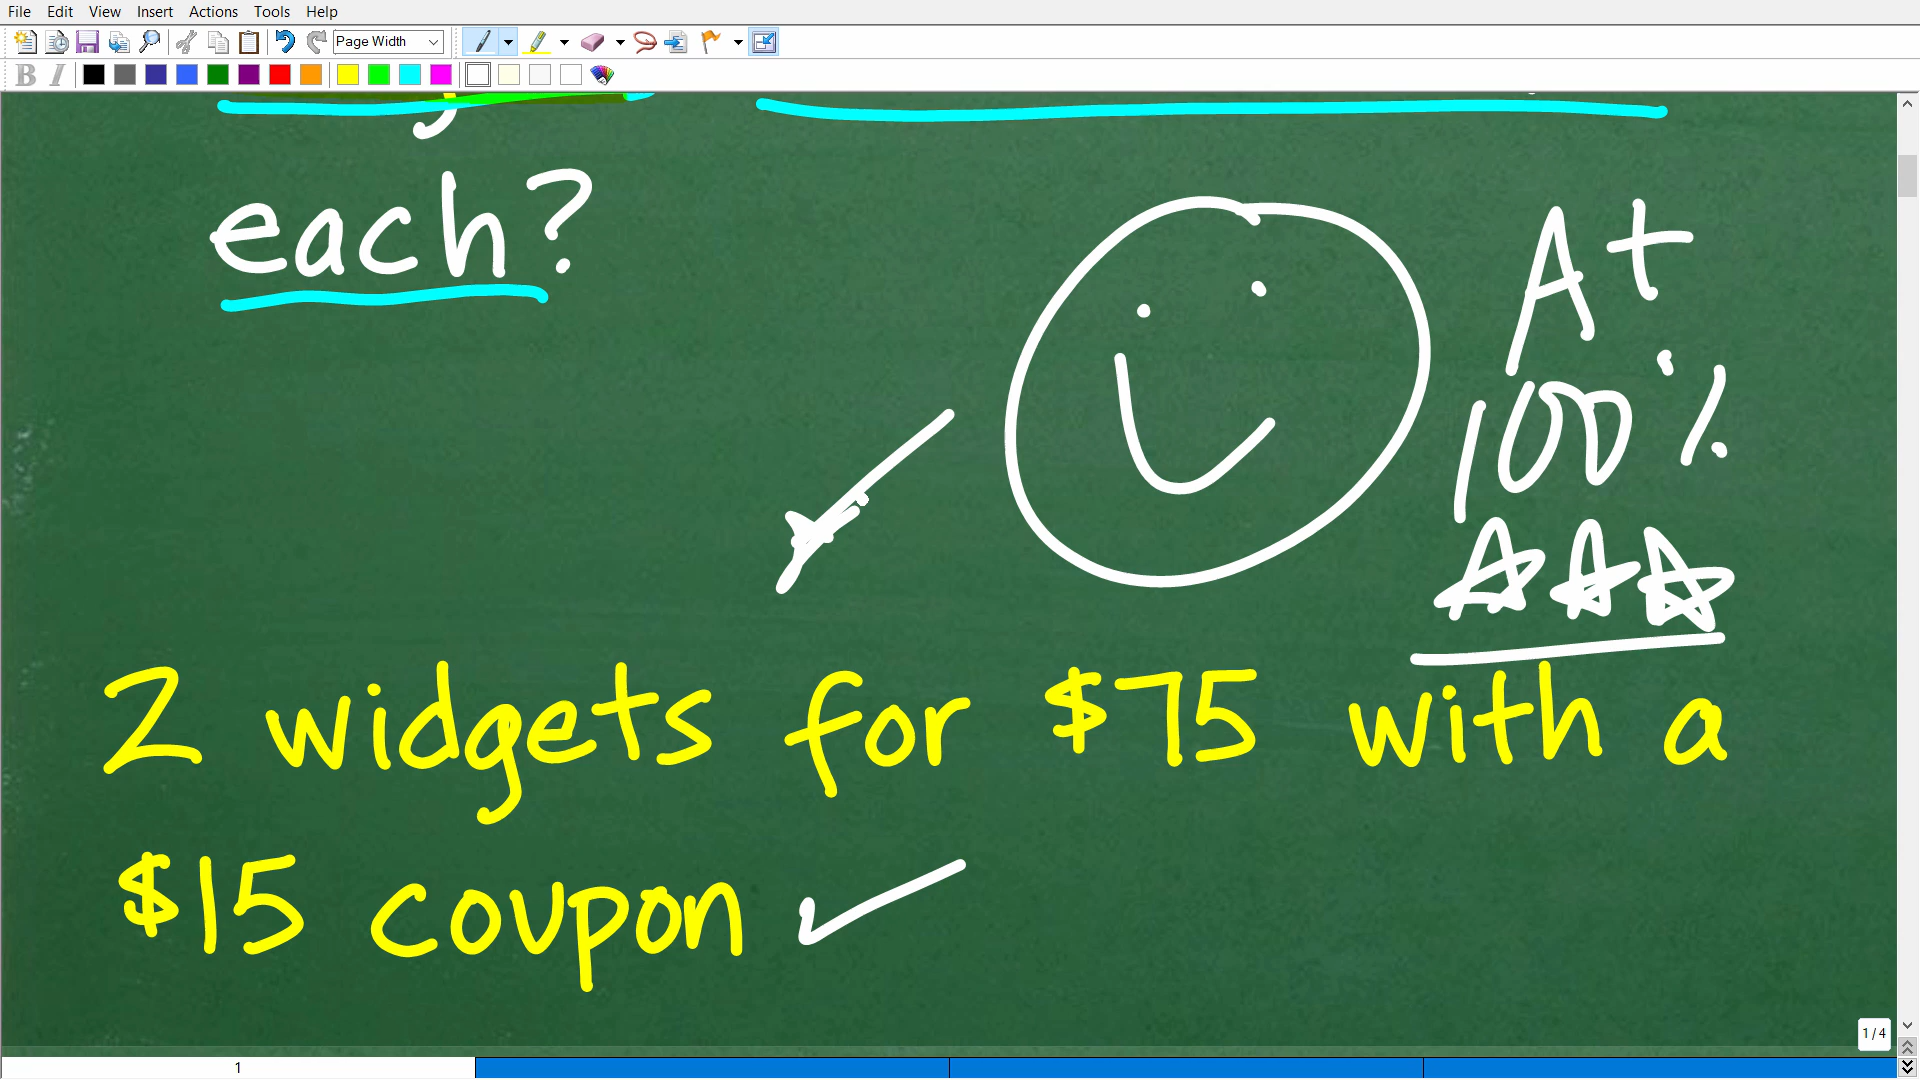 File Edit View Insert Actions Tools Help
Page Width
B I
each?
A+
100%
2 widgets for $75 with a
$15 coupon
1 / 4
1